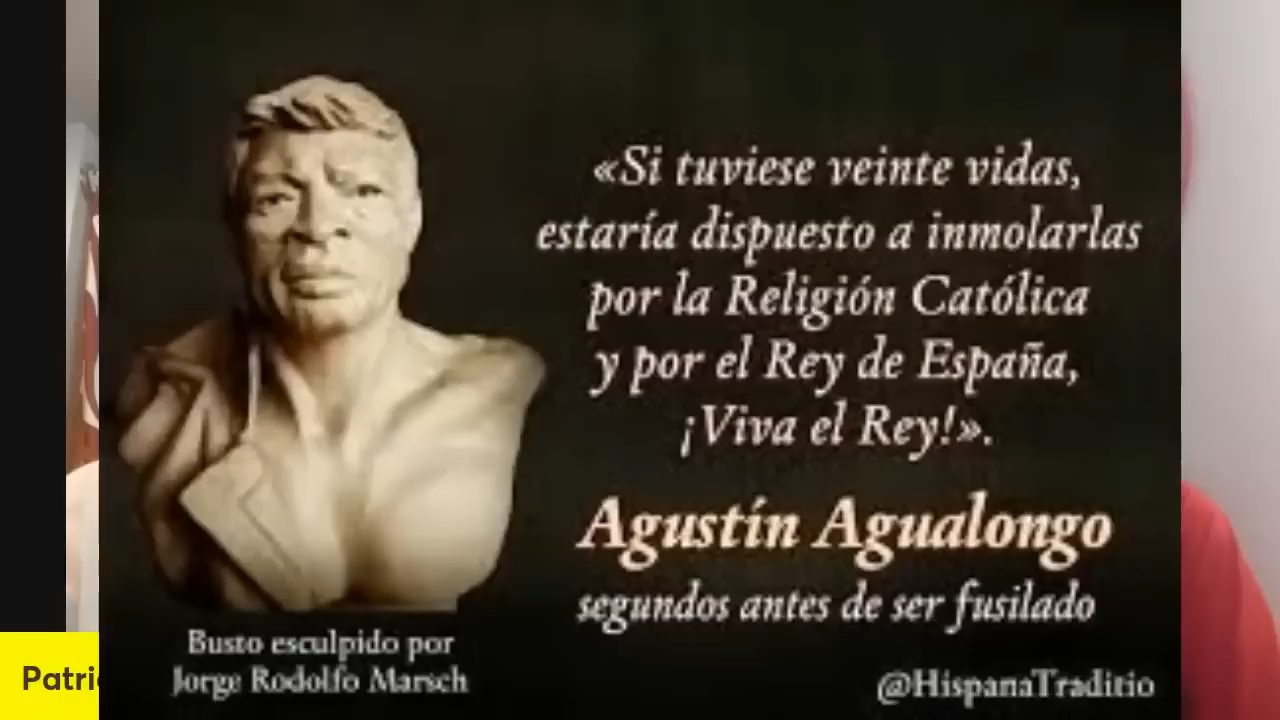 «Si tuviese veinte vidas,
estaría dispuesto a inmolarlas
por la Religión Católica
y por el Rey de España,
¡Viva el Rey!».
Agustín Agualongo
segundos antes de ser fusilado
Busto esculpido por
Jorge Rodolfo Marsch
@HispanaTraditio